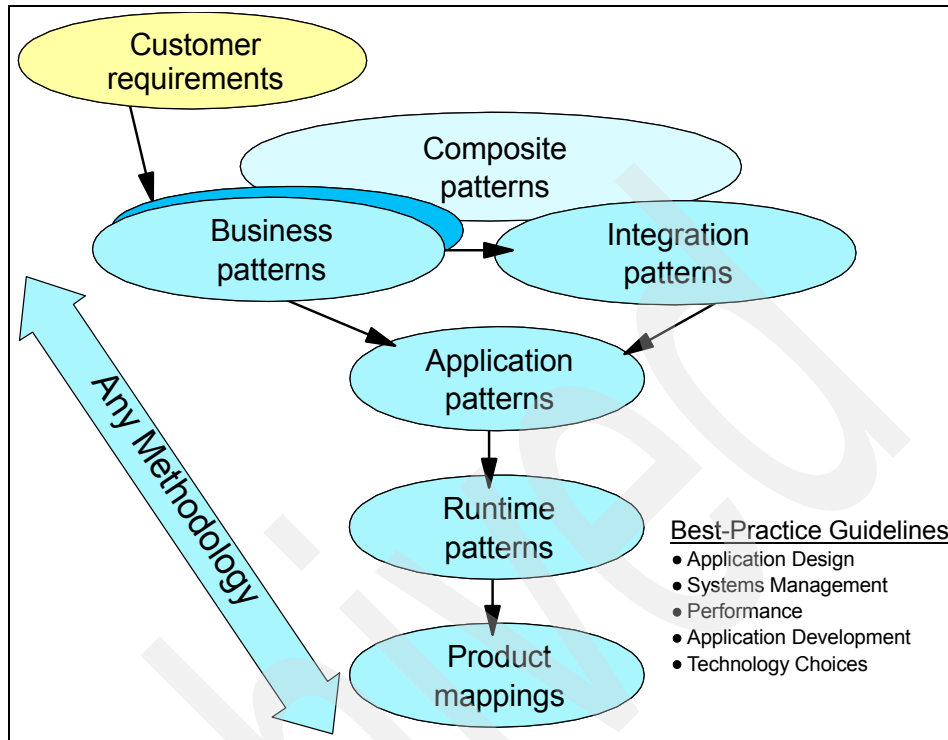 Customer
requirements
Composite
patterns
Business
patterns
Integration
patterns
Application
patterns
Any Methodology
Runtime
patterns
Best-Practice Guidelines
● Application Design
● Systems Management
● Performance
● Application Development
● Technology Choices
Product
mappings
hived